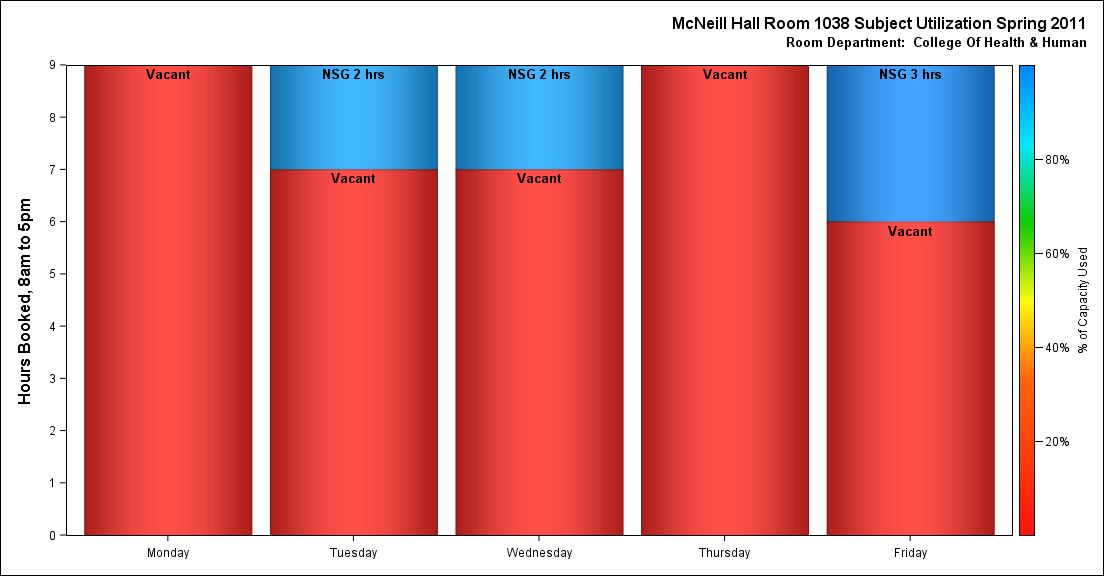 McNeill Hall Room 1038 Subject Utilization Spring 2011
Room Department: College Of Health & Human
Hours Booked, 8am to 5pm
9
8
7
6
5
4
3
2
1
0
Vacant
NSG 2 hrs
NSG 2 hrs
Vacant
NSG 3 hrs
Vacant
Vacant
Vacant
Monday
Tuesday
Wednesday
Thursday
Friday
80%
60%
40%
20%
% of Capacity Used